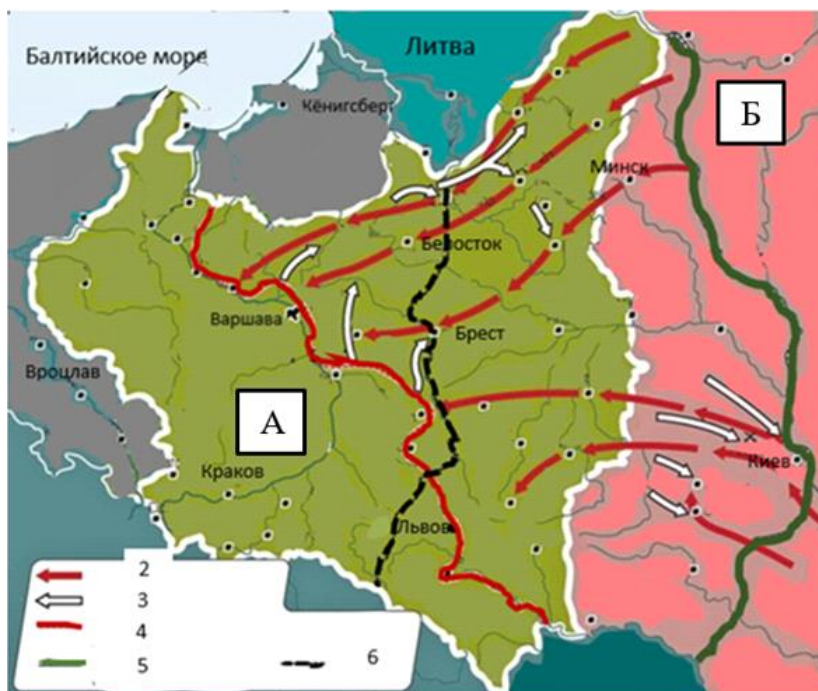 Балтийское море
Литва
Кёнигсберг
Б
Минск
Белосток
Варшава
Брест
Вроцлав
А
Киев
Краков
Львов
2
3
4
5
6